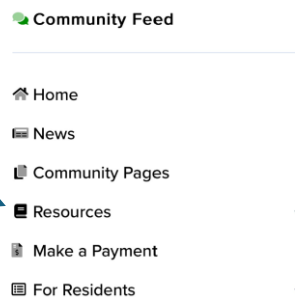 Community Feed
Home
News
Community Pages
Resources
Make a Payment
For Residents